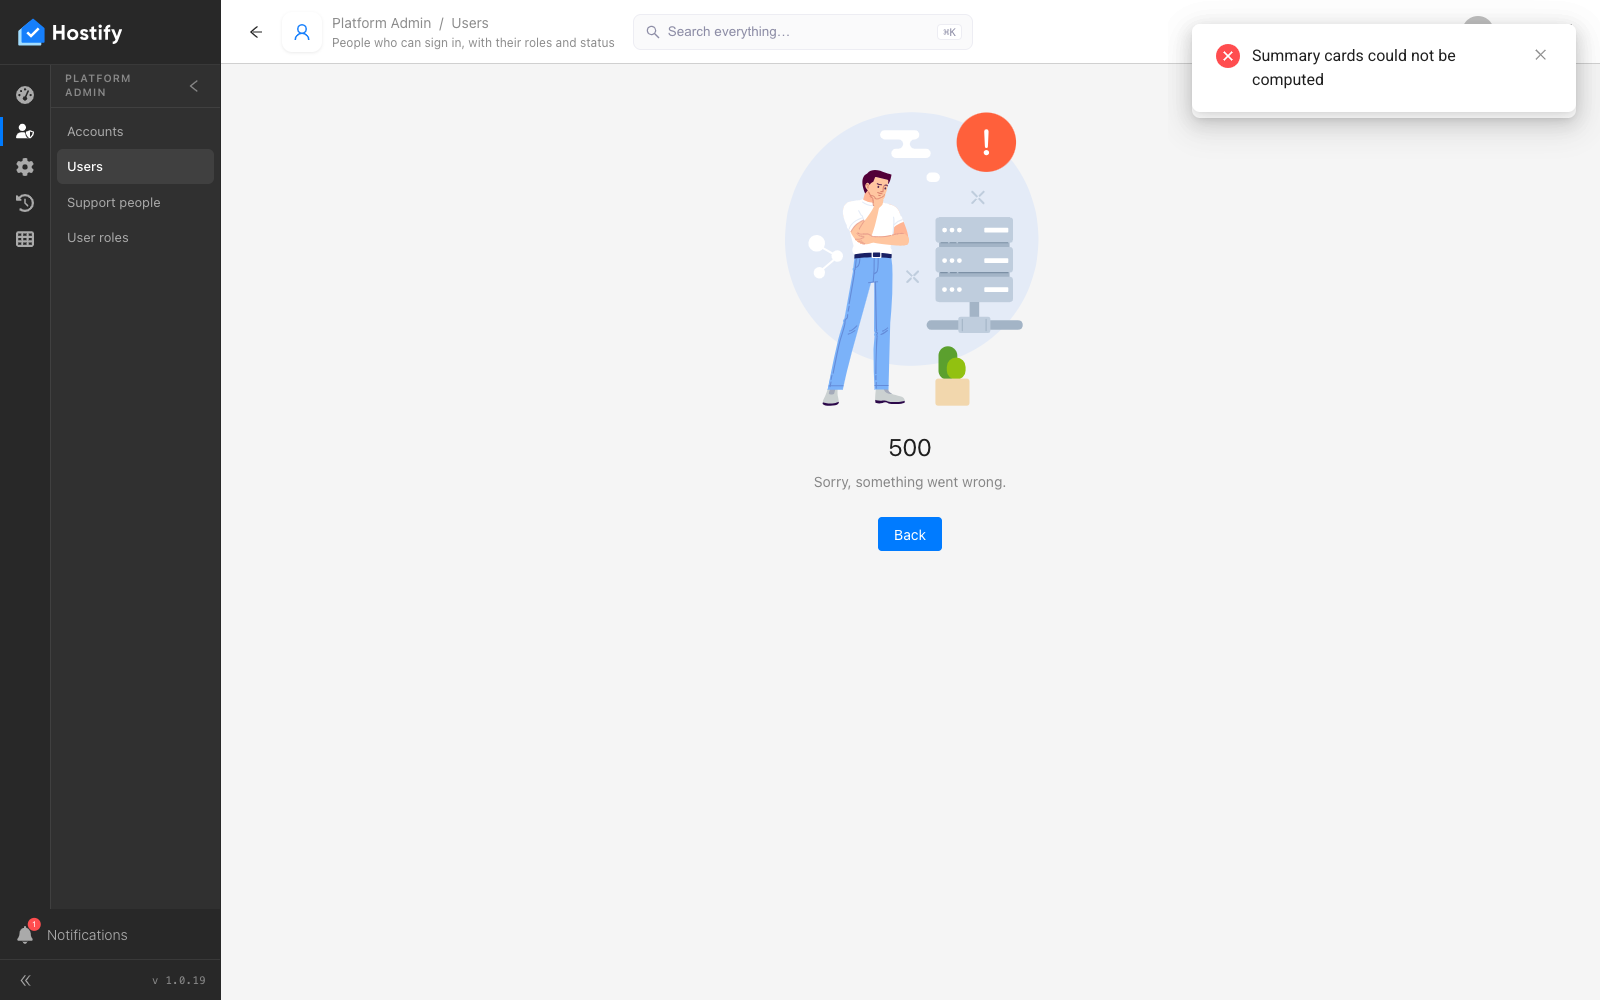 Hostify
Platform Admin / Users
People who can sign in, with their roles and status
Search everything...
⌘K
Summary cards could not be
computed
PLATFORM
ADMIN
Accounts
Users
Support people
User roles
!
500
Sorry, something went wrong.
Back
1
Notifications
v 1.0.19